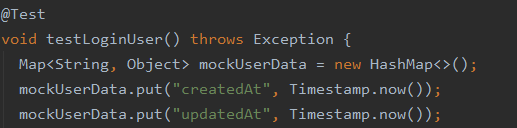 @Test
void testLoginUser() throws Exception {
Map<String, Object> mockUserData = new HashMap<>();
mockUserData.put("createdAt", Timestamp.now());
mockUserData.put("updatedAt", Timestamp.now());